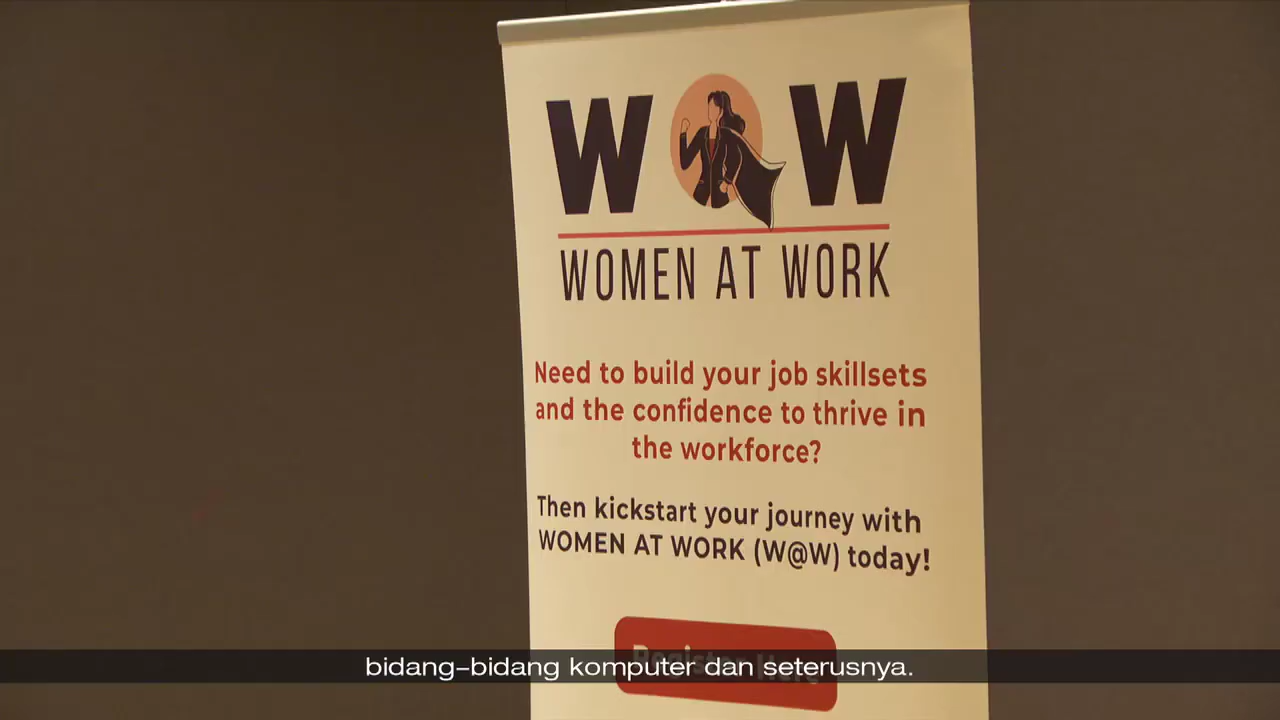 W W
WOMEN AT WORK
Need to build your job skillsets
and the confidence to thrive in
the workforce?
Then kickstart your journey with
WOMEN AT WORK (W@W) today!
bidang-bidang komputer dan seterusnya.